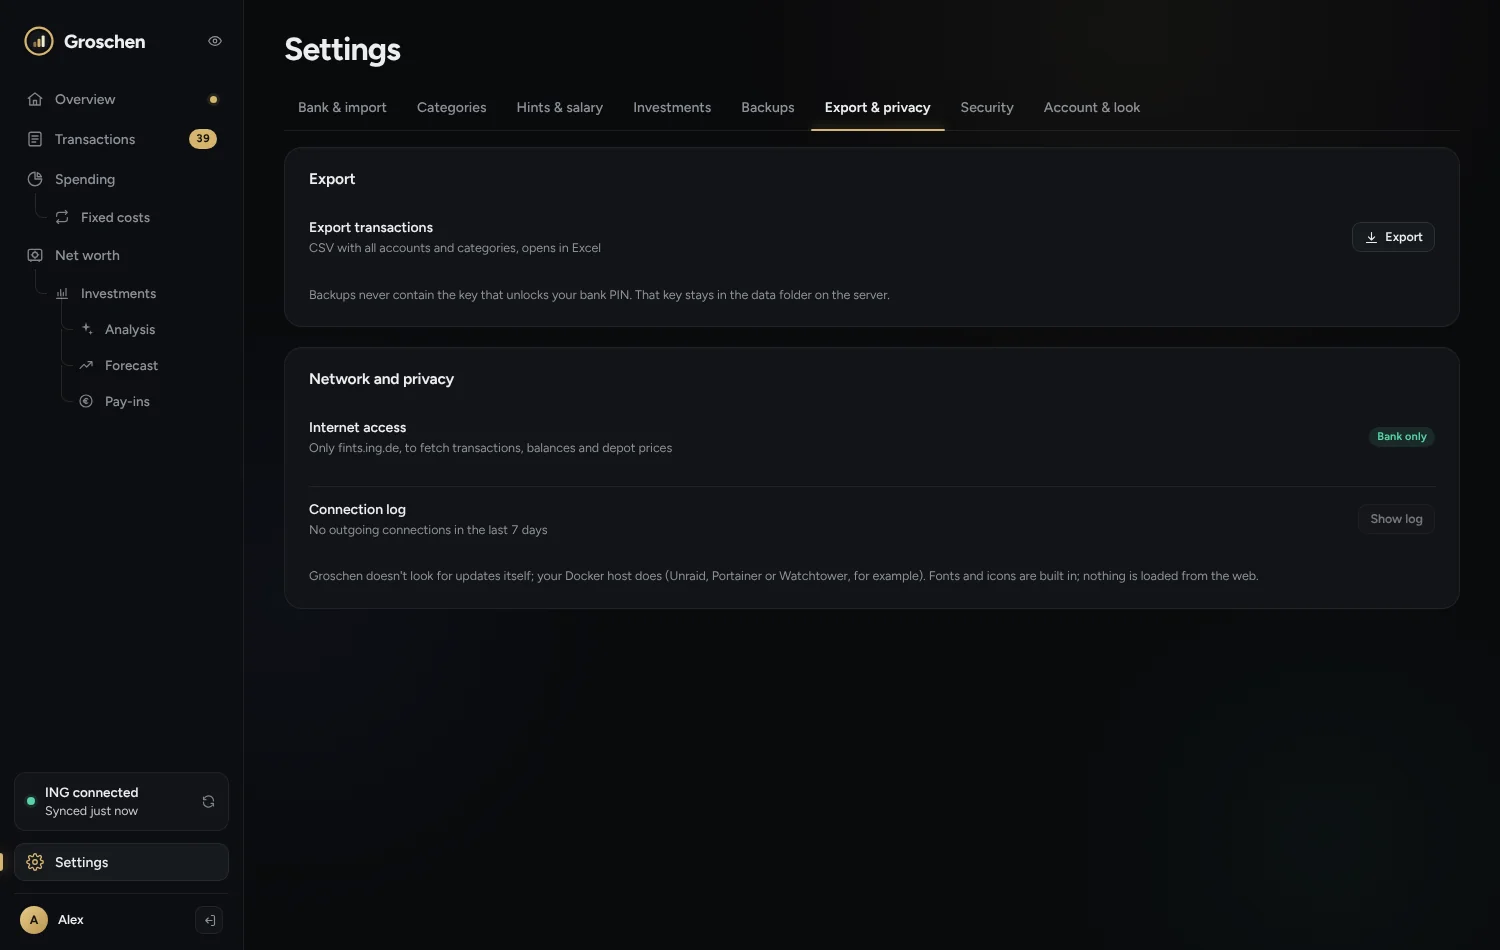 Groschen
Overview
Transactions 39
Spending
Fixed costs
Net worth
Investments
Analysis
Forecast
Pay-ins
ING connected
Synced just now
Settings
A Alex
Settings
Bank & import Categories Hints & salary Investments Backups Export & privacy Security Account & look
Export
Export transactions
CSV with all accounts and categories, opens in Excel
Export
Backups never contain the key that unlocks your bank PIN. That key stays in the data folder on the server.
Network and privacy
Internet access
Only fints.ing.de, to fetch transactions, balances and depot prices
Bank only
Connection log
No outgoing connections in the last 7 days
Show log
Groschen doesn't look for updates itself; your Docker host does (Unraid, Portainer or Watchtower, for example). Fonts and icons are built in; nothing is loaded from the web.